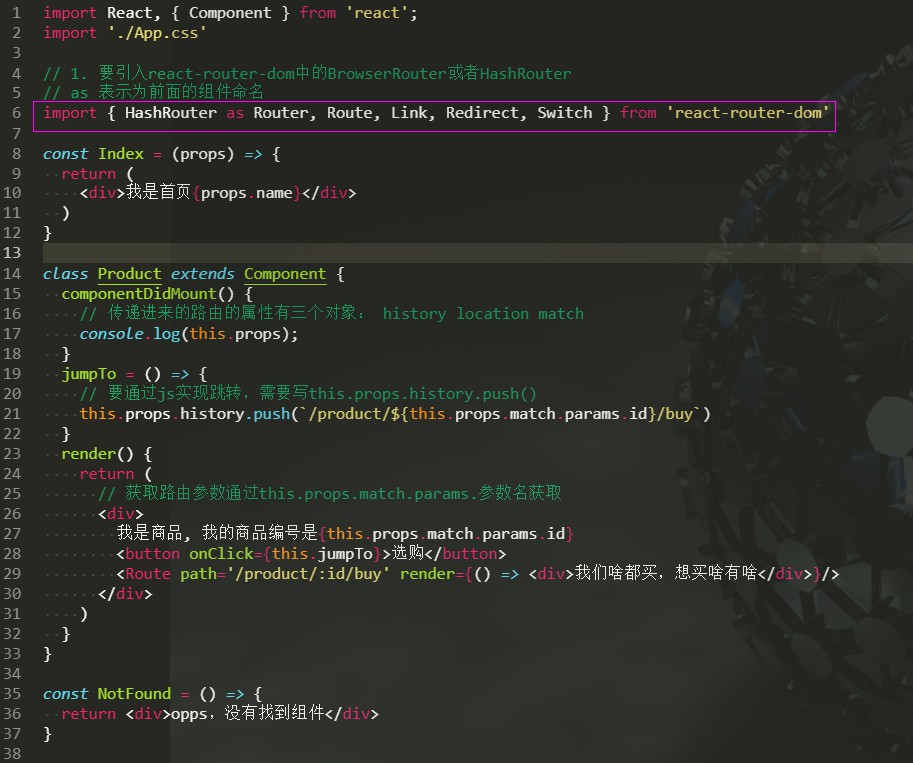 1 import React, { Component } from 'react';
2 import './App.css'
3
4 // 1. 要引入react-router-dom中的BrowserRouter或者HashRouter
5 // as 表示为前面的组件命名
6 import { HashRouter as Router, Route, Link, Redirect, Switch } from 'react-router-dom'
7
8 const Index = (props) => {
9   return (
10     <div>我是首页{props.name}</div>
11   )
12 }
13
14 class Product extends Component {
15   componentDidMount() {
16     // 传递进来的路由的属性有三个对象： history location match
17     console.log(this.props);
18   }
19   jumpTo = () => {
20     // 要通过js实现跳转，需要写this.props.history.push()
21     this.props.history.push(`/product/${this.props.match.params.id}/buy`)
22   }
23   render() {
24     return (
25       // 获取路由参数通过this.props.match.params.参数名获取
26       <div>
27         我是商品, 我的商品编号是{this.props.match.params.id}
28         <button onClick={this.jumpTo}>选购</button>
29         <Route path='/product/:id/buy' render={() => <div>我们啥都买，想买啥有啥</div>}/>
30       </div>
31     )
32   }
33 }
34
35 const NotFound = () => {
36   return <div>opps，没有找到组件</div>
37 }
38